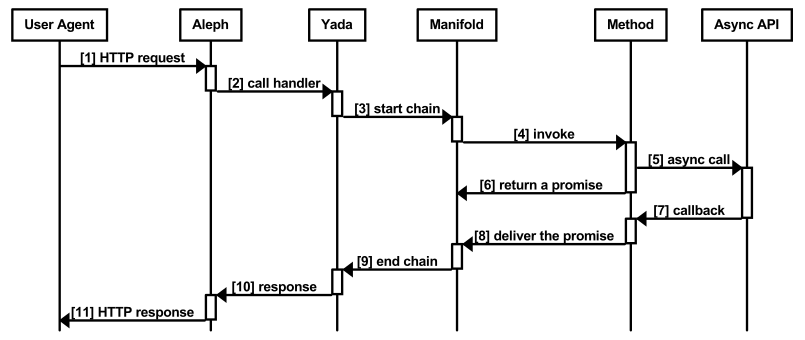 User Agent
Aleph
Yada
Manifold
Method
Async API
[1] HTTP request
[2] call handler
[3] start chain
[4] invoke
[5] async call
[6] return a promise
[7] callback
[8] deliver the promise
[9] end chain
[10] response
[11] HTTP response